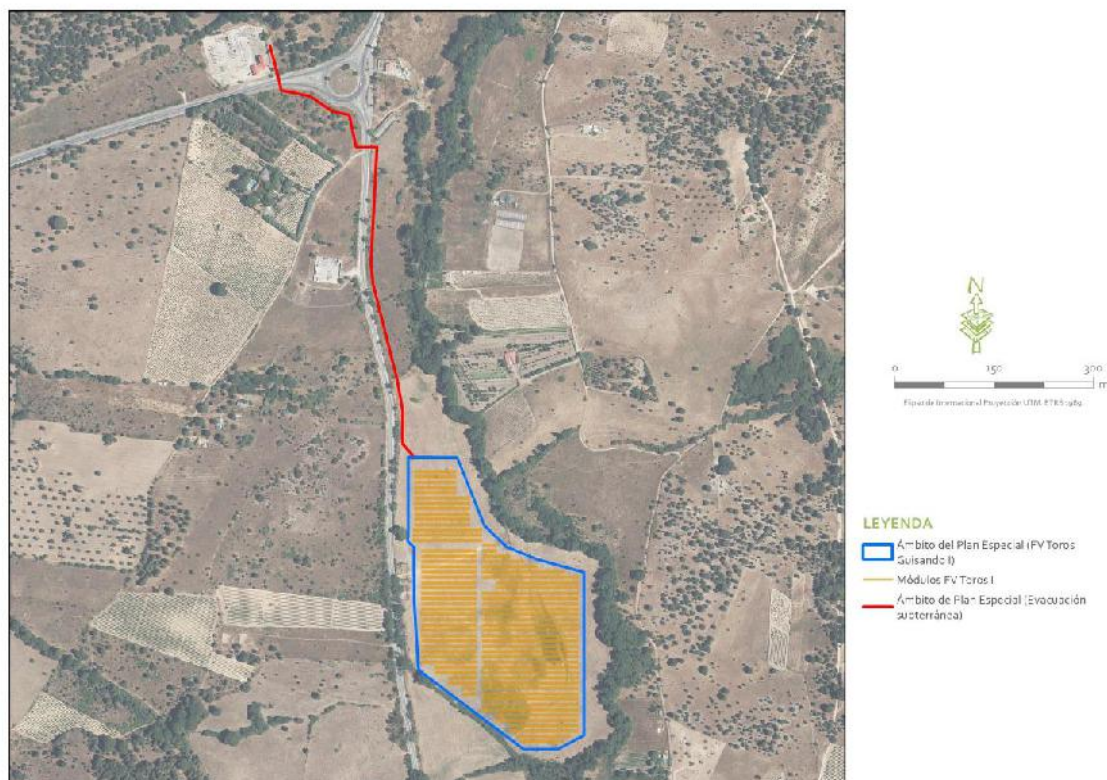 N
0 150 300
m
LEYENDA
Ámbito del Plan Especial (FV Toros
Guisando I)
Módulos FV Toros I
Ámbito de Plan Especial (Evacuación
subterránea)